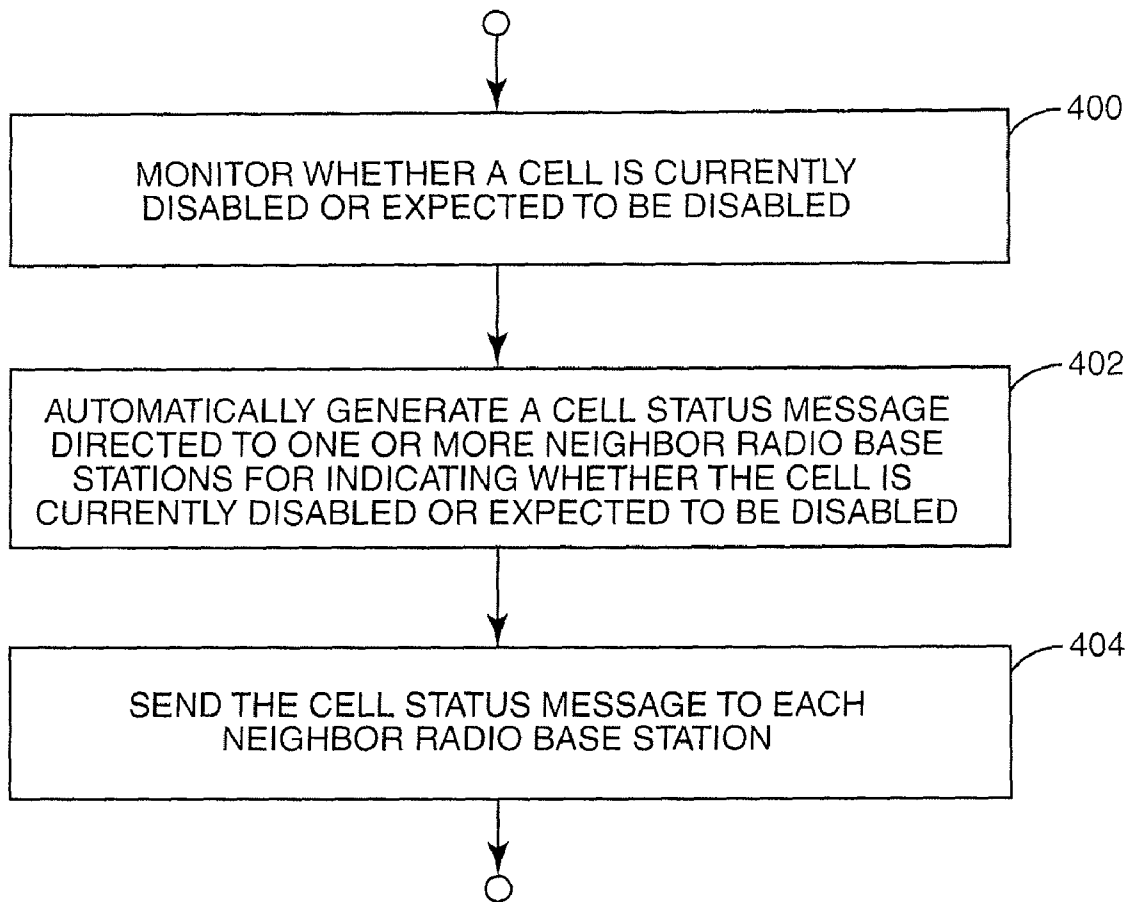 400
MONITOR WHETHER A CELL IS CURRENTLY
DISABLED OR EXPECTED TO BE DISABLED
402
AUTOMATICALLY GENERATE A CELL STATUS MESSAGE
DIRECTED TO ONE OR MORE NEIGHBOR RADIO BASE
STATIONS FOR INDICATING WHETHER THE CELL IS
CURRENTLY DISABLED OR EXPECTED TO BE DISABLED
404
SEND THE CELL STATUS MESSAGE TO EACH
NEIGHBOR RADIO BASE STATION